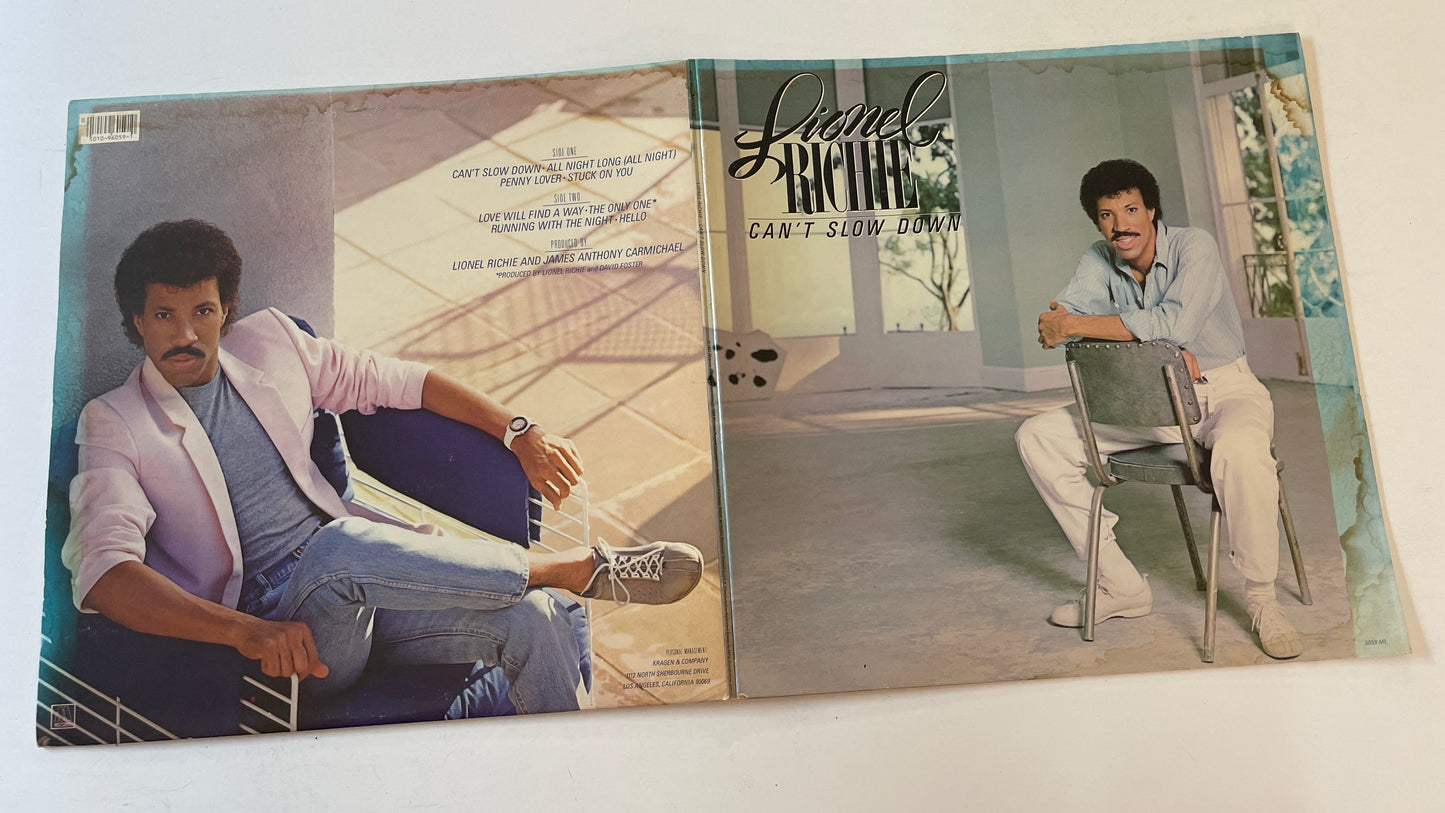 5010-96059-1
SIDE ONE
CAN'T SLOW DOWN · ALL NIGHT LONG (ALL NIGHT)
PENNY LOVER · STUCK ON YOU
SIDE TWO
LOVE WILL FIND A WAY · THE ONLY ONE*
RUNNING WITH THE NIGHT · HELLO
PRODUCED BY
LIONEL RICHIE AND JAMES ANTHONY CARMICHAEL
*PRODUCED BY LIONEL RICHIE and DAVID FOSTER
PERSONAL MANAGEMENT:
KRAGEN & COMPANY
1112 NORTH SHERBOURNE DRIVE
LOS ANGELES, CALIFORNIA 90069
Lionel
RICHIE
CAN'T SLOW DOWN
6059 ML